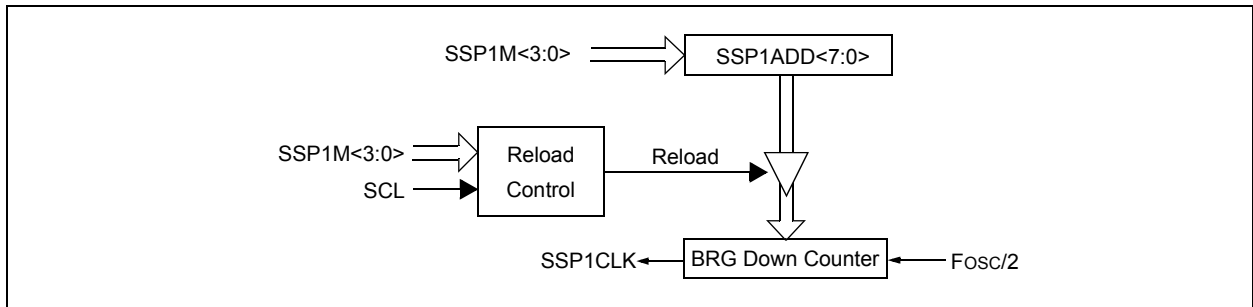 SSP1M<3:0>
SSP1ADD<7:0>
SSP1M<3:0>
SCL
Reload
Control
Reload
SSP1CLK
BRG Down Counter
FOSC/2